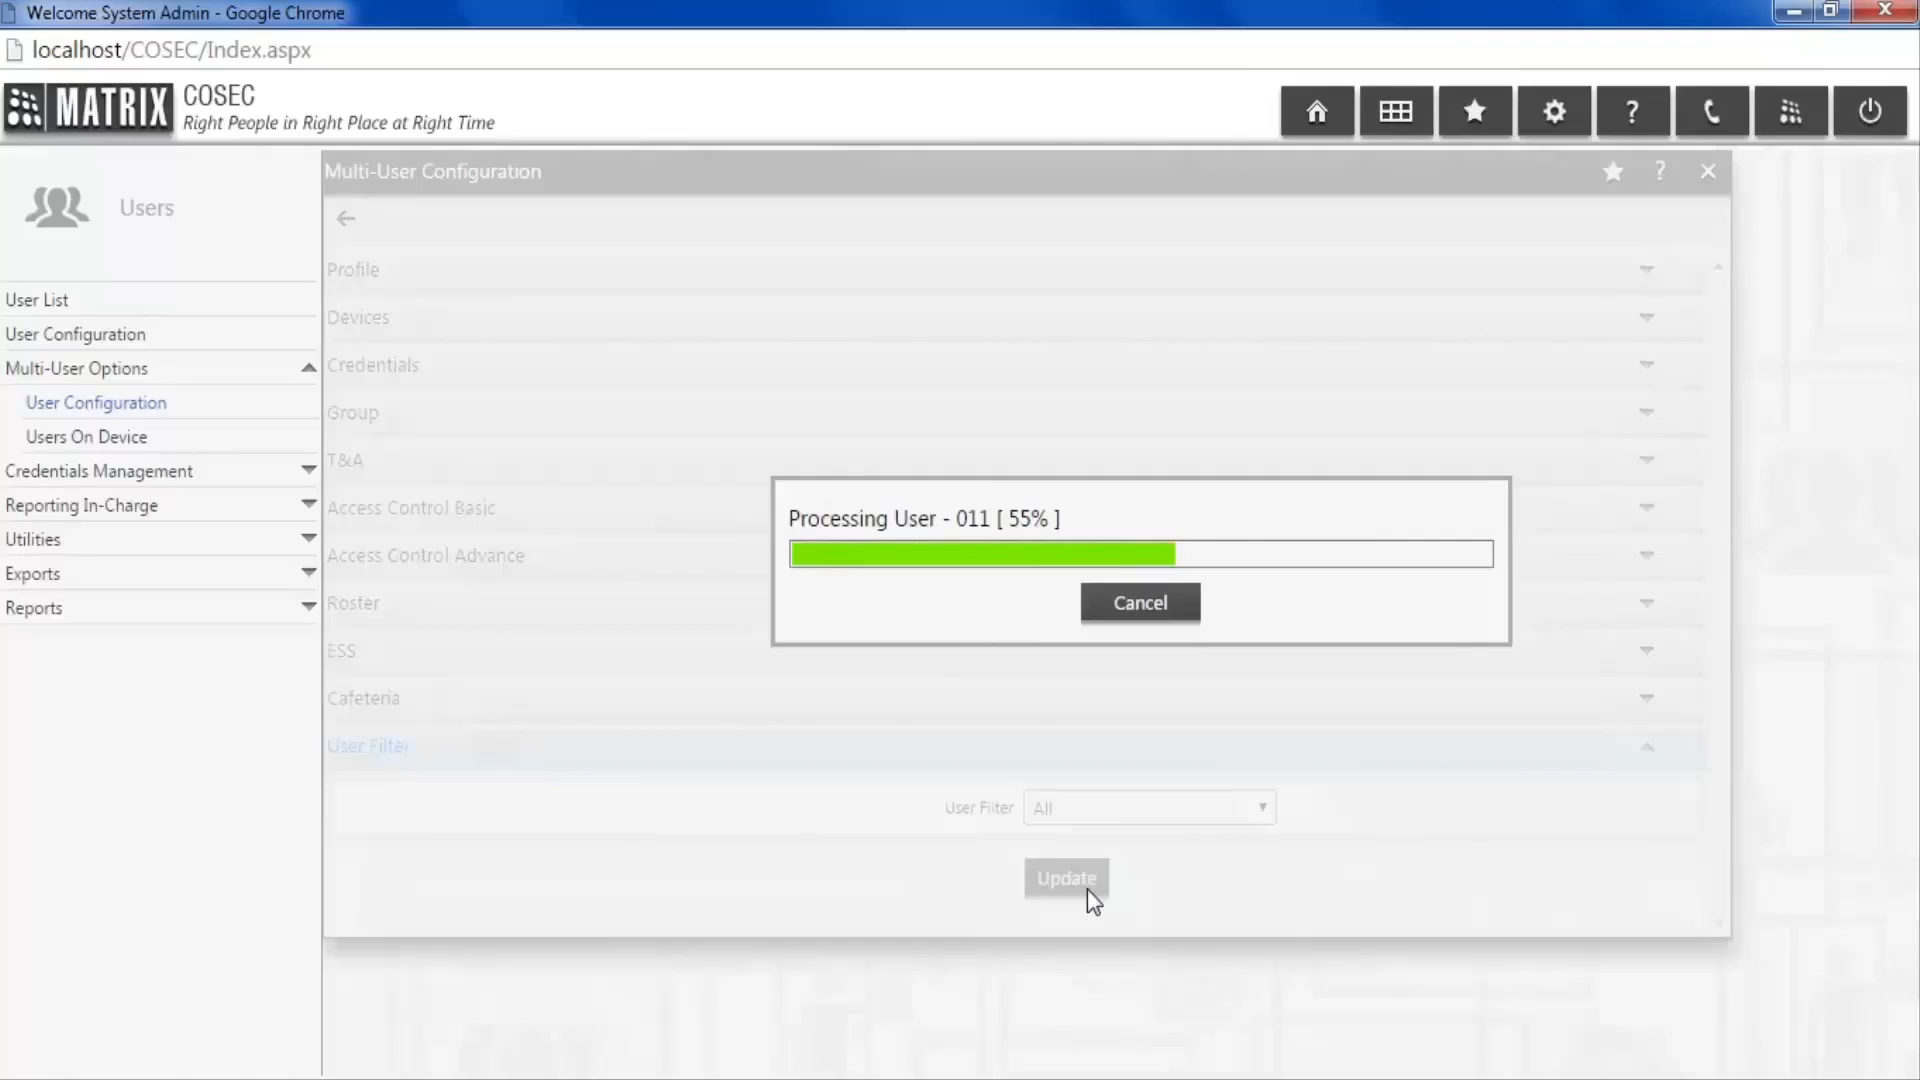 Welcome System Admin - Google Chrome
localhost/COSEC/Index.aspx
MATRIX
COSEC
Right People in Right Place at Right Time
?
Users
User List
User Configuration
Multi-User Options
User Configuration
Users On Device
Credentials Management
Reporting In-Charge
Utilities
Exports
Reports
Multi-User Configuration
?
Profile
Devices
Credentials
Group
T&A
Access Control Basic
Access Control Advance
Roster
ESS
Cafeteria
User Filter
User Filter All
Update
Processing User - 011 [ 55% ]
Cancel